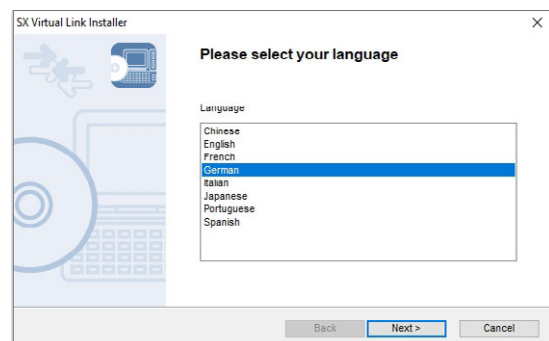 SX Virtual Link Installer
Please select your language
Language
Chinese
English
French
German
Italian
Japanese
Portuguese
Spanish
Back
Next >
Cancel